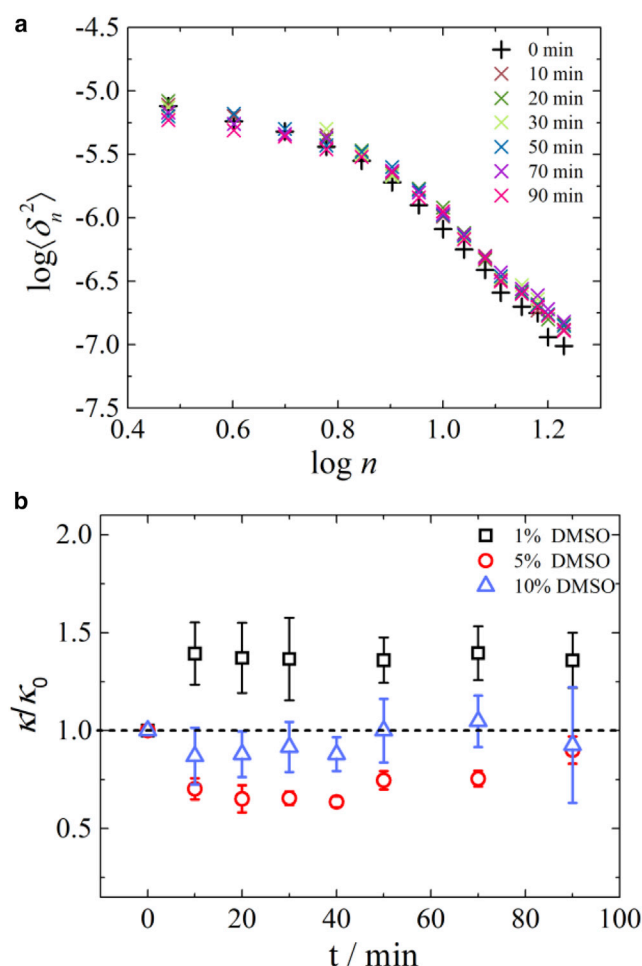 a
-4.5
-5.0
-5.5
-6.0
-6.5
-7.0
-7.5
log⟨δₙ²⟩
0 min
10 min
20 min
30 min
50 min
70 min
90 min
0.4 0.6 0.8 1.0 1.2
log n
b
2.0
1.5
1.0
0.5
κ/κ₀
1% DMSO
5% DMSO
10% DMSO
0 20 40 60 80 100
t / min